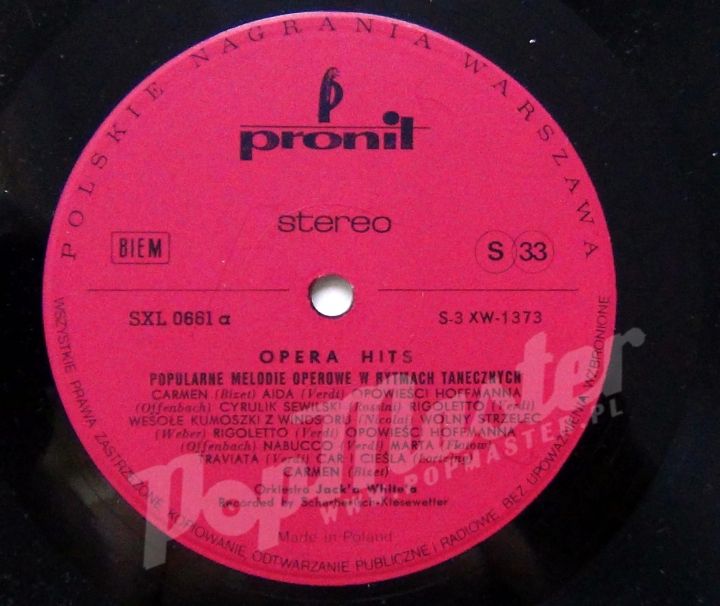 POLSKIE NAGRANIA WARSZAWA
pronit
stereo
BIEM
S 33
SXL 0661 α
S-3 XW-1373
OPERA HITS
POPULARNE MELODIE OPEROWE W RYTMACH TANECZNYCH
CARMEN (Bizet) AIDA (Verdi) OPOWIEŚCI HOFFMANNA
(Offenbach) CYRULIK SEWILSKI (Rossini) RIGOLETTO (Verdi)
WESOŁE KUMOSZKI Z WINDSORU (Nicolai) WOLNY STRZELEC
(Weber) RIGOLETTO (Verdi) OPOWIEŚCI HOFFMANNA
(Offenbach) NABUCCO (Verdi) MARTA (Flotow)
TRAVIATA (Verdi) CAR I CIEŚLA (Lortzing)
CARMEN (Bizet)
Orkiestra Jack'a White'a
Recorded by
Made in Poland
WSZYSTKIE PRAWA ZASTRZEŻONE. KOPIOWANIE, ODTWARZANIE PUBLICZNE i RADIOWE BEZ UPOWAŻNIENIA WZBRONIONE
PopMaster
WWW.POPMASTER.PL